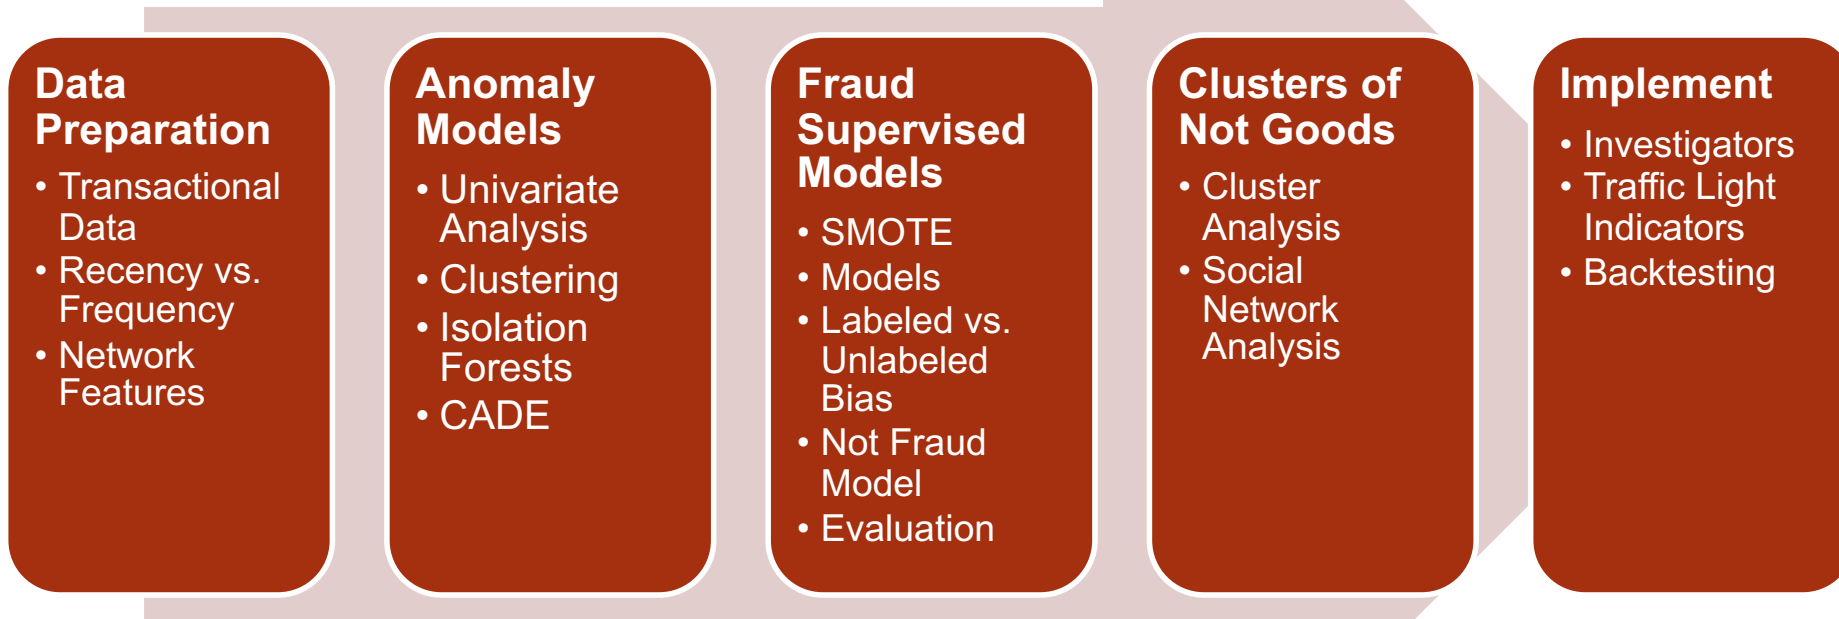 Data
Preparation
• Transactional
Data
• Recency vs.
Frequency
• Network
Features
Anomaly
Models
• Univariate
Analysis
• Clustering
• Isolation
Forests
• CADE
Fraud
Supervised
Models
• SMOTE
• Models
• Labeled vs.
Unlabeled
Bias
• Not Fraud
Model
• Evaluation
Clusters of
Not Goods
• Cluster
Analysis
• Social
Network
Analysis
Implement
• Investigators
• Traffic Light
Indicators
• Backtesting